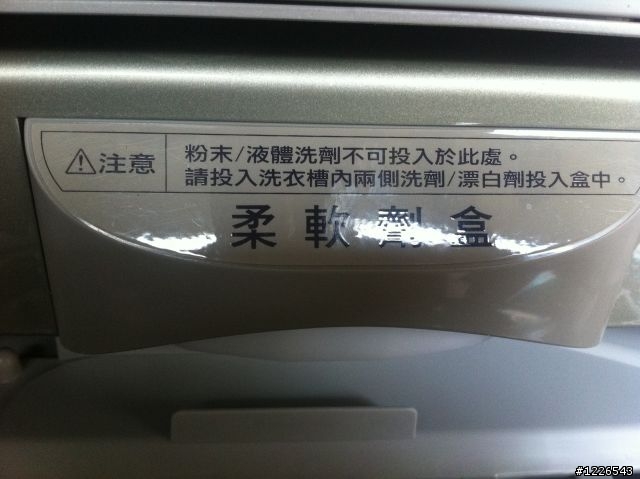 ⚠注意
粉末/液體洗劑不可投入於此處。
請投入洗衣槽內兩側洗劑/漂白劑投入盒中。
柔軟劑盒
#1226543